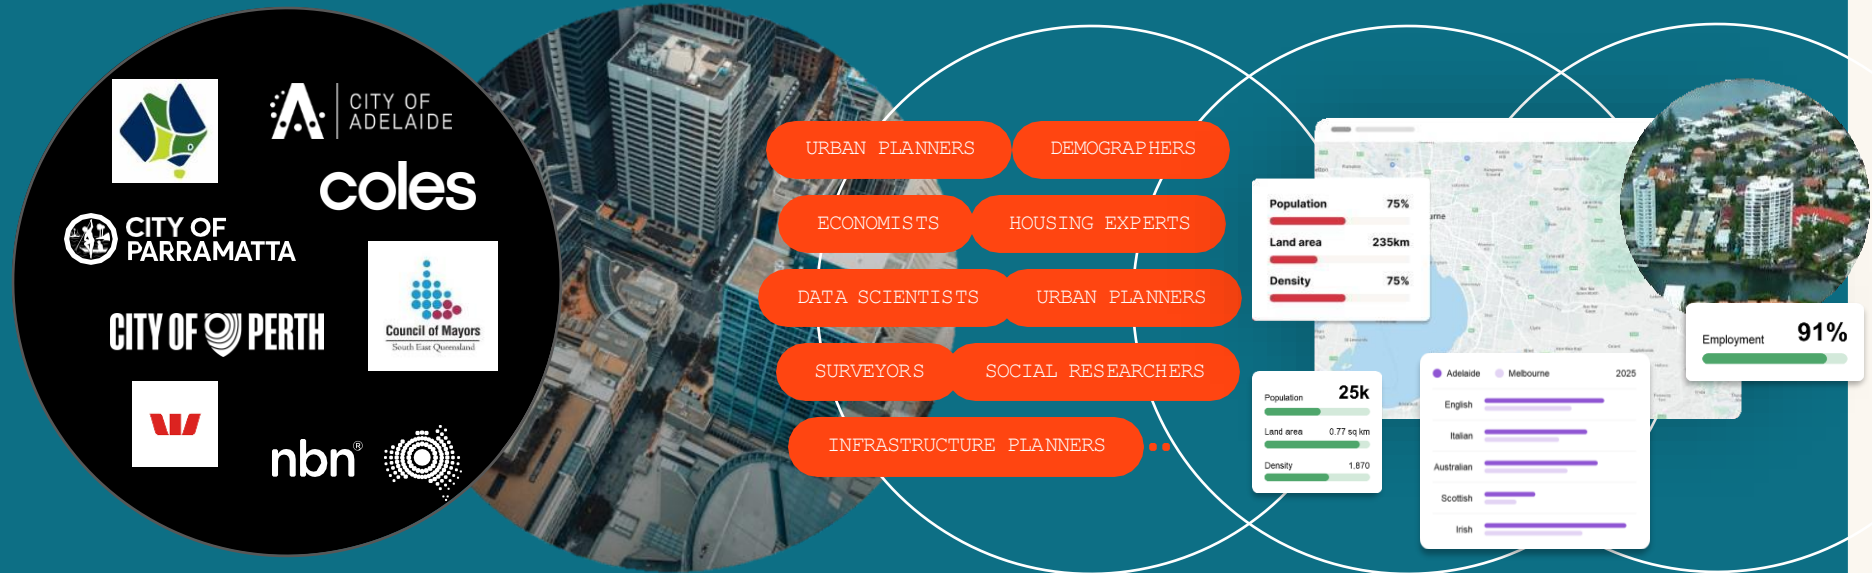 CITY OF
ADELAIDE
coles
CITY OF
PARRAMATTA
CITY OF PERTH
Council of Mayors
South East Queensland
nbn®
URBAN PLANNERS
DEMOGRAPHERS
ECONOMISTS
HOUSING EXPERTS
DATA SCIENTISTS
URBAN PLANNERS
SURVEYORS
SOCIAL RESEARCHERS
INFRASTRUCTURE PLANNERS
Population 75%
Land area 235km
Density 75%
Population 25k
Land area 0.77 sq km
Density 1.870
Adelaide Melbourne 2025
English
Italian
Australian
Scottish
Irish
Employment 91%